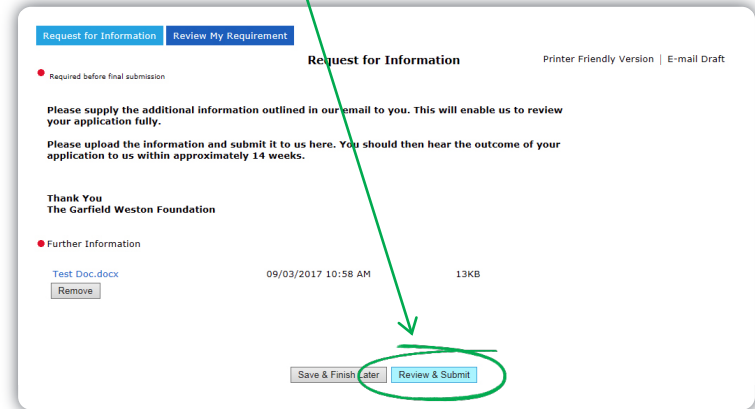 Request for Information Review My Requirement
Request for Information
Printer Friendly Version | E-mail Draft
Required before final submission
Please supply the additional information outlined in our email to you. This will enable us to review
your application fully.
Please upload the information and submit it to us here. You should then hear the outcome of your
application to us within approximately 14 weeks.
Thank You
The Garfield Weston Foundation
Further Information
Test Doc.docx 09/03/2017 10:58 AM 13KB
Remove
Save & Finish Later Review & Submit